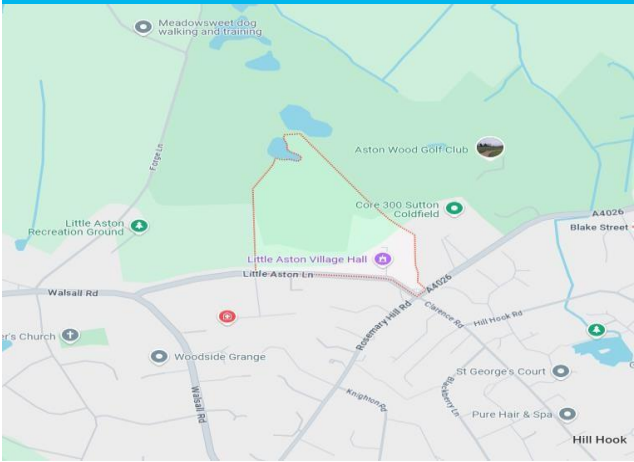 Meadowsweet dog
walking and training
Forge Ln
Aston Wood Golf Club
Core 300 Sutton
Coldfield
A4026
Blake Street
Little Aston
Recreation Ground
Little Aston Village Hall
Little Aston Ln
Walsall Rd
A4026
Rosemary Hill Rd
Clarence Rd
Hill Hook Rd
er's Church
Woodside Grange
Walsall Rd
Knighton Rd
Blackberry Ln
St George's Court
Pure Hair & Spa
Hill Hook